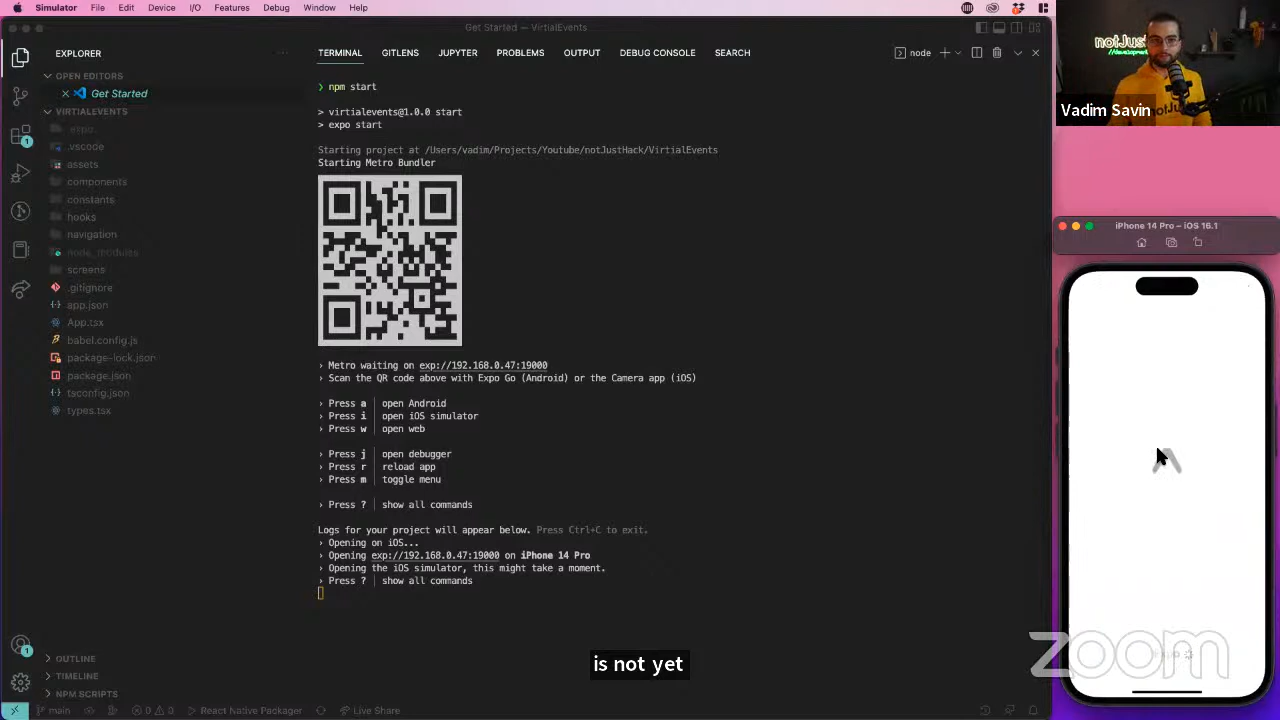 Simulator File Edit Device I/O Features Debug Window Help
Get Started — VirtialEvents
EXPLORER
OPEN EDITORS
Get Started
VIRTIALEVENTS
.expo
.vscode
assets
components
constants
hooks
navigation
node_modules
screens
.gitignore
app.json
App.tsx
babel.config.js
package-lock.json
package.json
tsconfig.json
types.tsx
OUTLINE
TIMELINE
NPM SCRIPTS
TERMINAL GITLENS JUPYTER PROBLEMS OUTPUT DEBUG CONSOLE SEARCH
node
❯ npm start
> virtialevents@1.0.0 start
> expo start
Starting project at /Users/vadim/Projects/Youtube/notJustHack/VirtialEvents
Starting Metro Bundler
› Metro waiting on exp://192.168.0.47:19000
› Scan the QR code above with Expo Go (Android) or the Camera app (iOS)
› Press a │ open Android
› Press i │ open iOS simulator
› Press w │ open web
› Press j │ open debugger
› Press r │ reload app
› Press m │ toggle menu
› Press ? │ show all commands
Logs for your project will appear below. Press Ctrl+C to exit.
› Opening on iOS...
› Opening exp://192.168.0.47:19000 on iPhone 14 Pro
› Opening the iOS simulator, this might take a moment.
› Press ? │ show all commands
is not yet
main 0 3 React Native Packager Live Share
notJust
Vadim Savin
iPhone 14 Pro – iOS 16.1
zoom